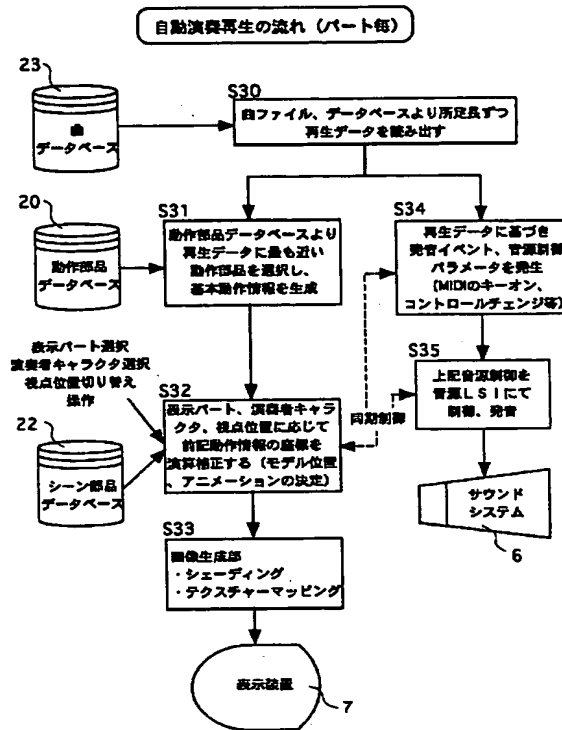 自動演奏再生の流れ（パート毎）
23
曲
データベース
S30
曲ファイル、データベースより所定長ずつ
再生データを読み出す
20
動作部品
データベース
S31
動作部品データベースより
再生データに最も近い
動作部品を選択し、
基本動作情報を生成
S34
再生データに基づき
発音イベント、音源制御
パラメータを発生
（MIDIのキーオン、
コントロールチェンジ等）
表示パート選択
演奏者キャラクタ選択
視点位置切り替え
操作
22
シーン部品
データベース
S32
表示パート、演奏者キャラ
クタ、視点位置に応じて
前記動作情報の座標を
演算補正する（モデル位置
、アニメーションの決定）
同期制御
S35
上記音源制御を
音源ＬＳＩにて
制御、発音
サウンド
システム
6
S33
画像生成部
・シェーディング
・テクスチャーマッピング
表示装置
7